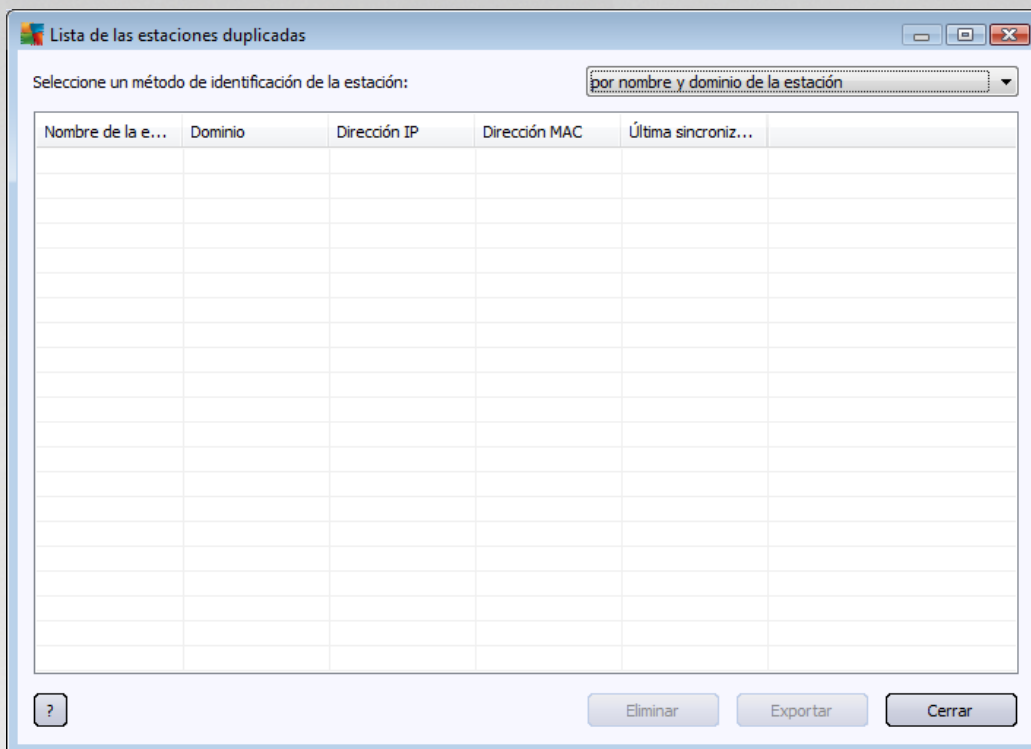 Lista de las estaciones duplicadas
Seleccione un método de identificación de la estación: por nombre y dominio de la estación
Nombre de la e... Dominio Dirección IP Dirección MAC Última sincroniz...
? Eliminar Exportar Cerrar